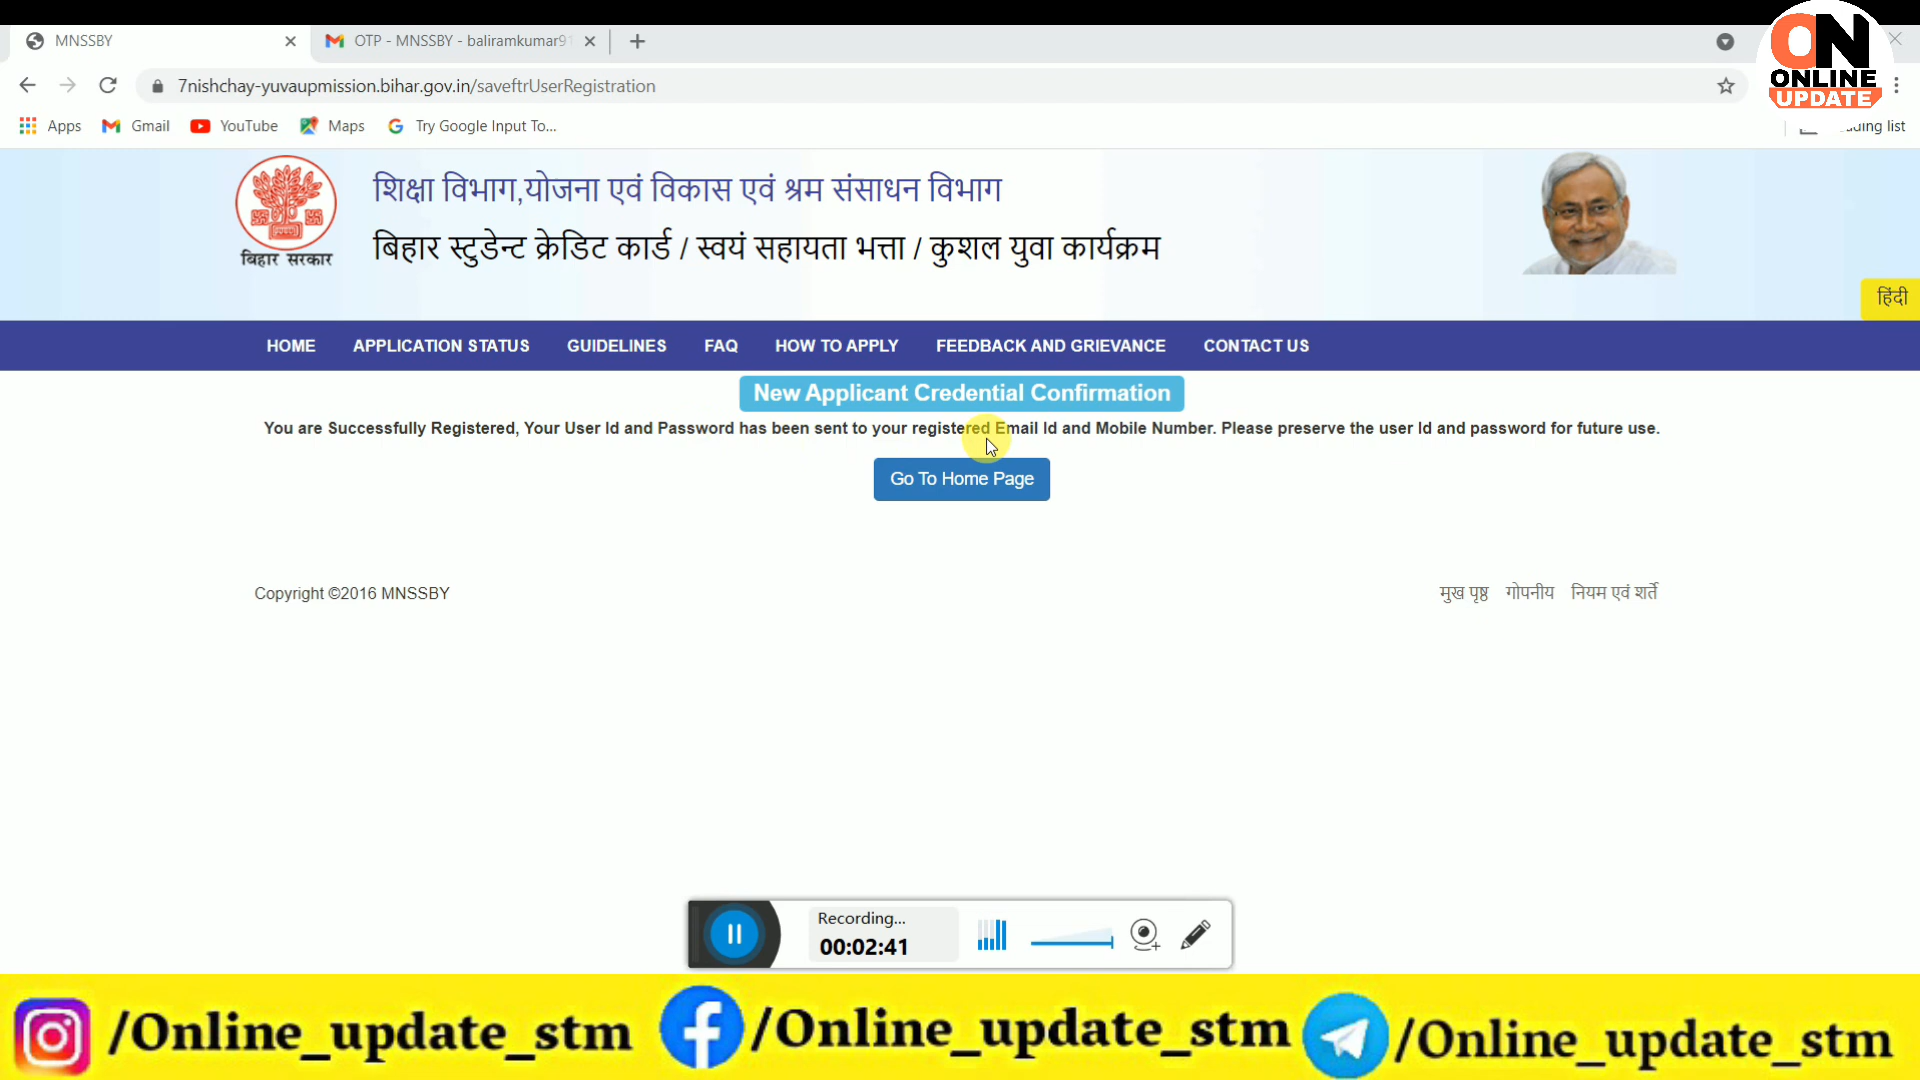 MNSSBY
OTP - MNSSBY - baliramkumar91
ON
ONLINE
UPDATE
7nishchay-yuvaupmission.bihar.gov.in/saveftrUserRegistration
Apps Gmail YouTube Maps Try Google Input To... ding list
शिक्षा विभाग,योजना एवं विकास एवं श्रम संसाधन विभाग
बिहार स्टुडेन्ट क्रेडिट कार्ड / स्वयं सहायता भत्ता / कुशल युवा कार्यक्रम
बिहार सरकार
हिंदी
HOME APPLICATION STATUS GUIDELINES FAQ HOW TO APPLY FEEDBACK AND GRIEVANCE CONTACT US
New Applicant Credential Confirmation
You are Successfully Registered, Your User Id and Password has been sent to your registered Email Id and Mobile Number. Please preserve the user Id and password for future use.
Go To Home Page
Copyright ©2016 MNSSBY मुख पृष्ठ गोपनीय नियम एवं शर्ते
Recording...
00:02:41
/Online_update_stm /Online_update_stm /Online_update_stm